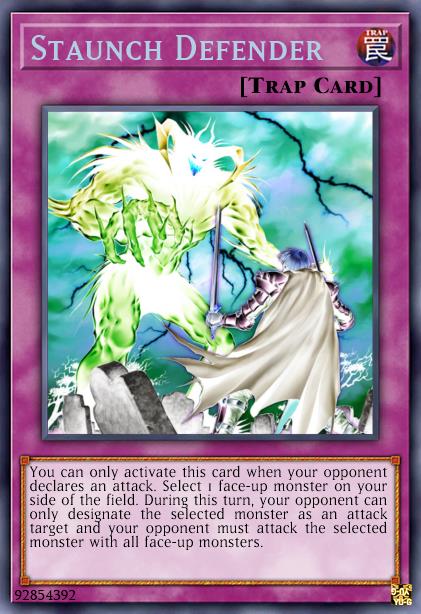 STAUNCH DEFENDER
TRAP
罠
[TRAP CARD]
You can only activate this card when your opponent
declares an attack. Select 1 face-up monster on your
side of the field. During this turn, your opponent can
only designate the selected monster as an attack
target and your opponent must attack the selected
monster with all face-up monsters.
92854392